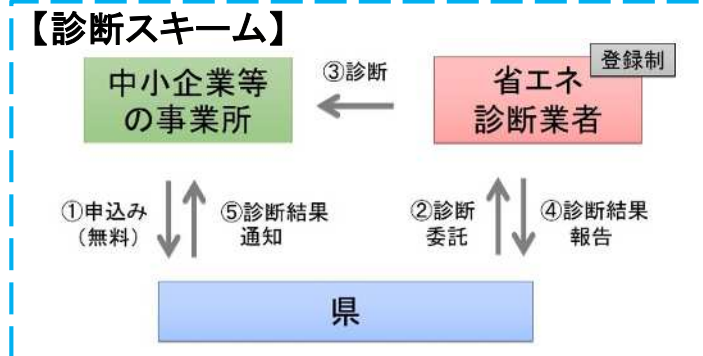 【診断スキーム】
中小企業等
の事業所
③診断
省エネ
診断業者
登録制
①申込み
(無料)
⑤診断結果
通知
②診断
委託
④診断結果
報告
県